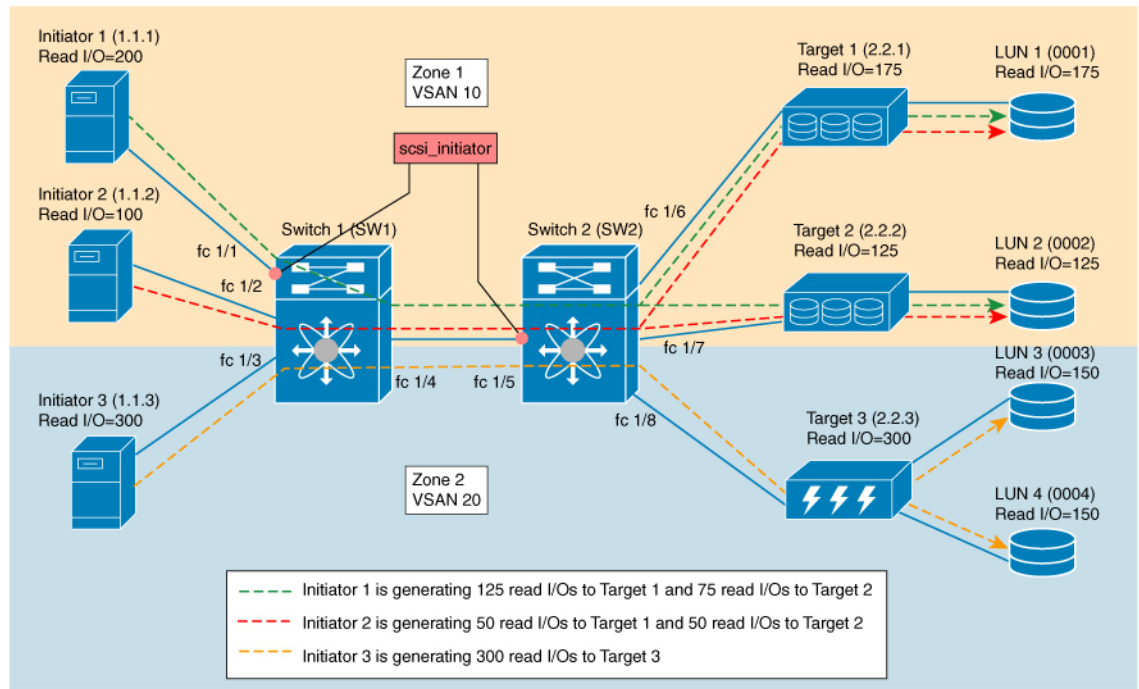 Initiator 1 (1.1.1)
Read I/O=200
Zone 1
VSAN 10
Target 1 (2.2.1)
Read I/O=175
LUN 1 (0001)
Read I/O=175
scsi_initiator
Initiator 2 (1.1.2)
Read I/O=100
fc 1/1
Switch 1 (SW1)
Switch 2 (SW2)
fc 1/6
Target 2 (2.2.2)
Read I/O=125
LUN 2 (0002)
Read I/O=125
fc 1/2
fc 1/3
fc 1/4
fc 1/5
fc 1/7
LUN 3 (0003)
Read I/O=150
Initiator 3 (1.1.3)
Read I/O=300
fc 1/8
Target 3 (2.2.3)
Read I/O=300
Zone 2
VSAN 20
LUN 4 (0004)
Read I/O=150
Initiator 1 is generating 125 read I/Os to Target 1 and 75 read I/Os to Target 2
Initiator 2 is generating 50 read I/Os to Target 1 and 50 read I/Os to Target 2
Initiator 3 is generating 300 read I/Os to Target 3